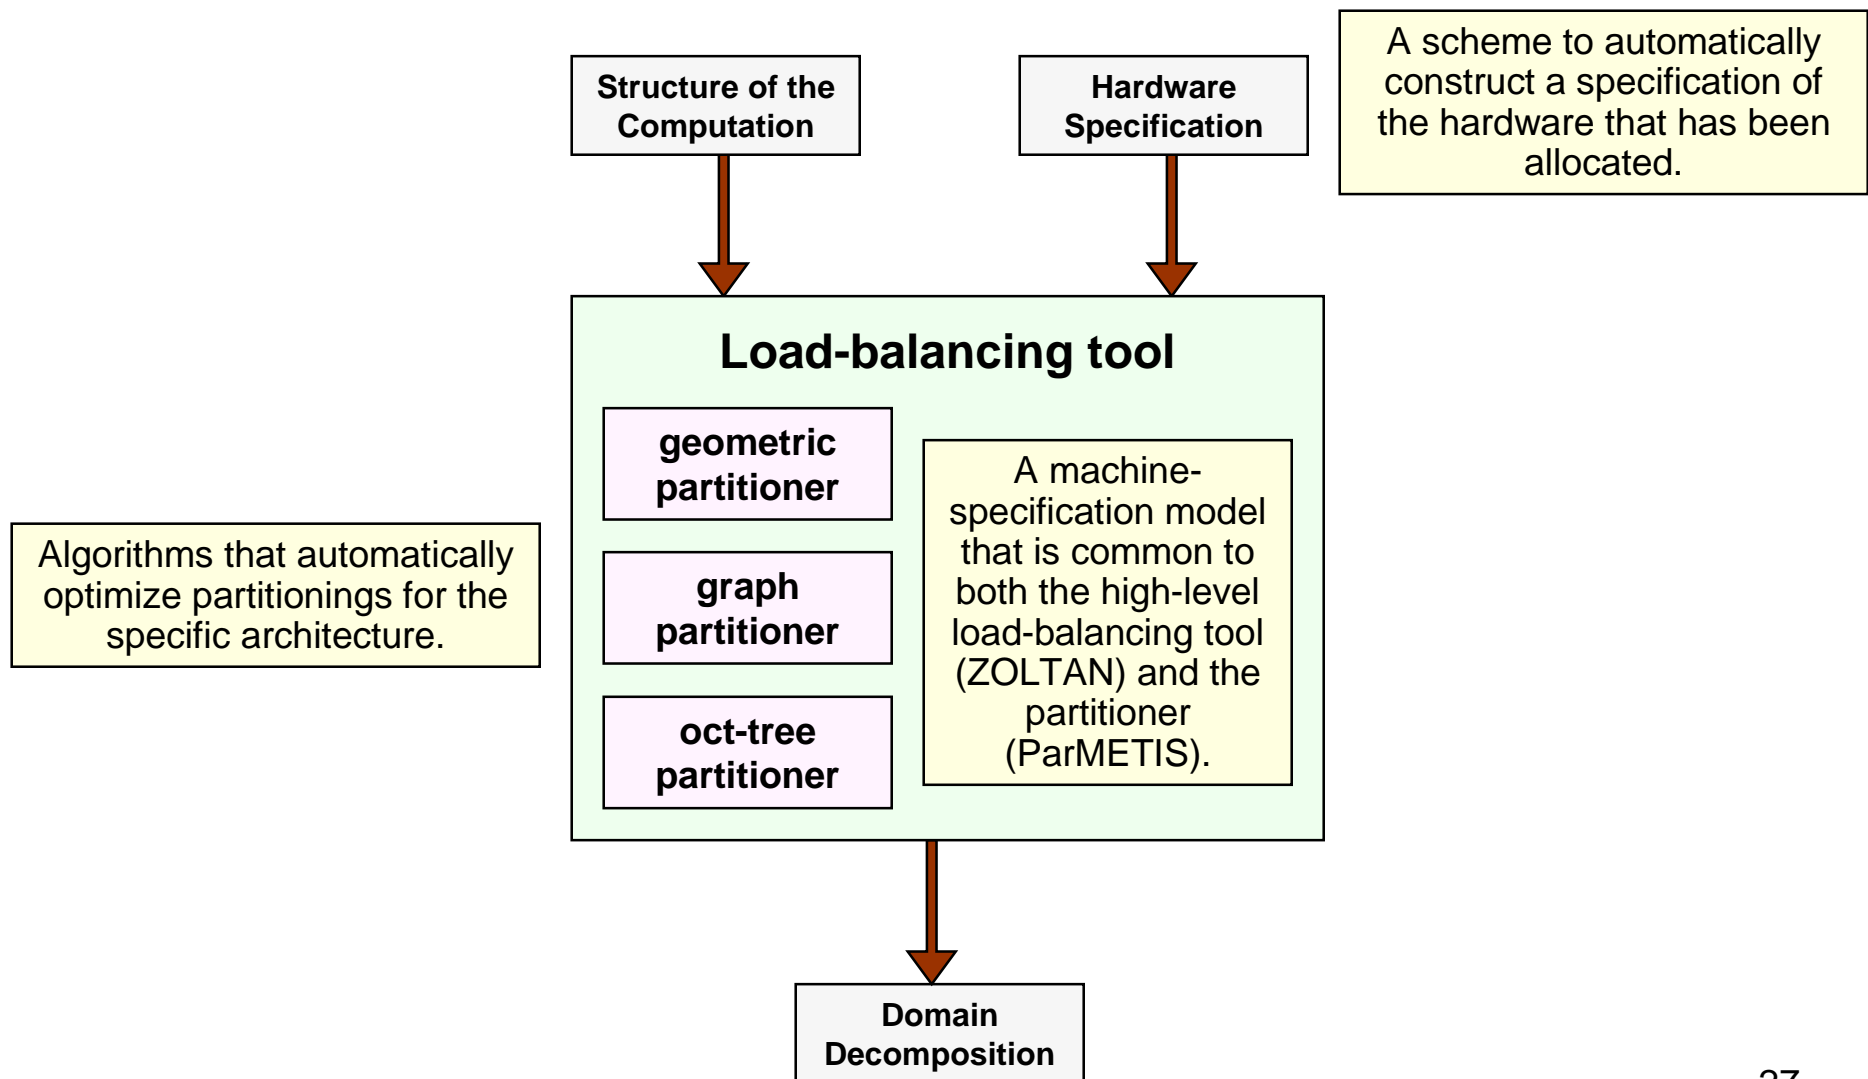 Structure of the
Computation
Hardware
Specification
A scheme to automatically
construct a specification of
the hardware that has been
allocated.
Load-balancing tool
geometric
partitioner
graph
partitioner
oct-tree
partitioner
A machine-
specification model
that is common to
both the high-level
load-balancing tool
(ZOLTAN) and the
partitioner
(ParMETIS).
Algorithms that automatically
optimize partitionings for the
specific architecture.
Domain
Decomposition